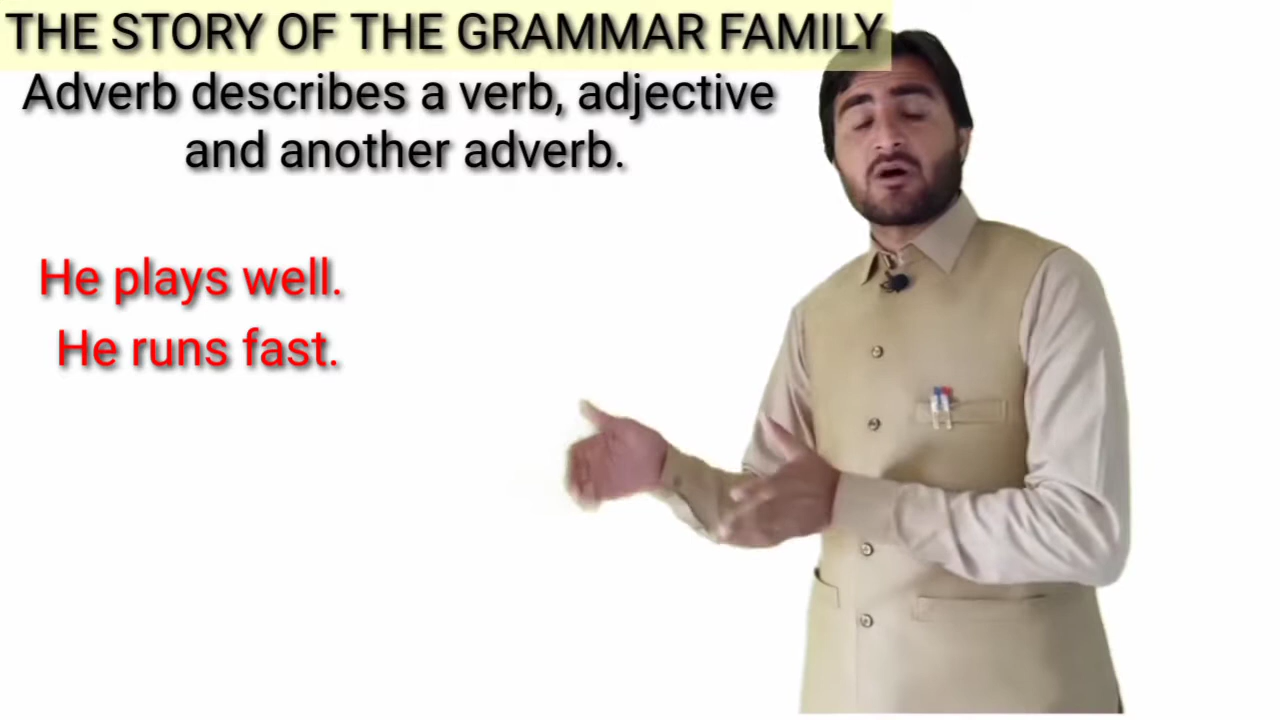 THE STORY OF THE GRAMMAR FAMILY
Adverb describes a verb, adjective
and another adverb.
He plays well.
He runs fast.